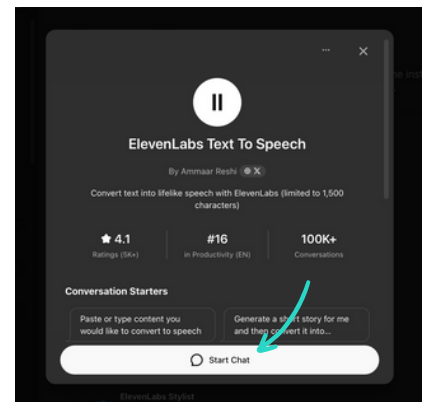 ElevenLabs Text To Speech
By Ammaar Reshi
Convert text into lifelike speech with ElevenLabs (limited to 1,500
characters)
4.1 #16 100K+
Ratings (5K+) in Productivity (EN) Conversations
Conversation Starters
Paste or type content you Generate a short story for me
would like to convert to speech and then convert it into...
Start Chat
ElevenLabs Stylist